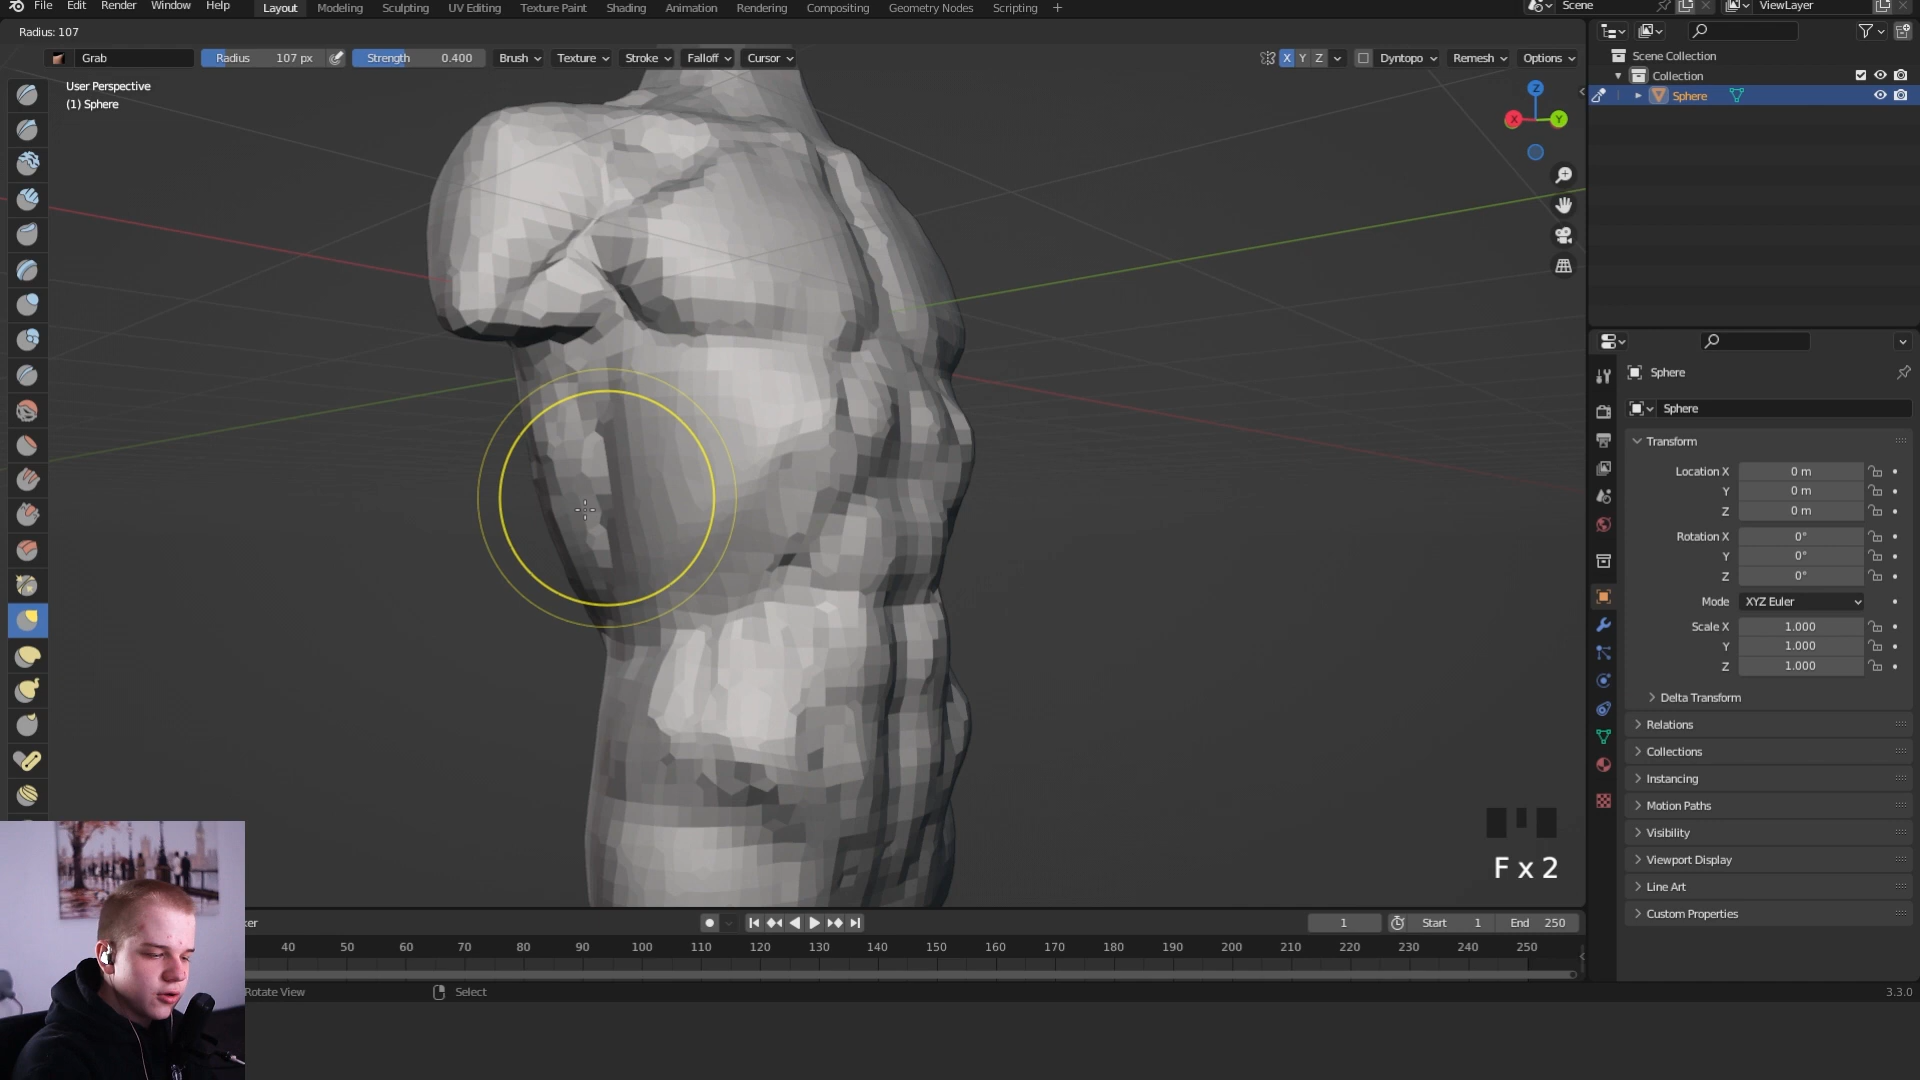 File Edit Render Window Help Layout Modeling Sculpting UV Editing Texture Paint Shading Animation Rendering Compositing Geometry Nodes Scripting + Scene ViewLayer
Radius: 107
Grab Radius 107 px Strength 0.400 Brush Texture Stroke Falloff Cursor X Y Z Dyntopo Remesh Options
User Perspective
(1) Sphere
Z
X
Y
Scene Collection
Collection
Sphere
Sphere
Sphere
Transform
Location X 0 m
Y 0 m
Z 0 m
Rotation X 0°
Y 0°
Z 0°
Mode XYZ Euler
Scale X 1.000
Y 1.000
Z 1.000
Delta Transform
Relations
Collections
Instancing
Motion Paths
Visibility
Viewport Display
Line Art
Custom Properties
F x 2
ker 1 Start 1 End 250
40 50 60 70 80 90 100 110 120 130 140 150 160 170 180 190 200 210 220 230 240 250
Rotate View Select 3.3.0